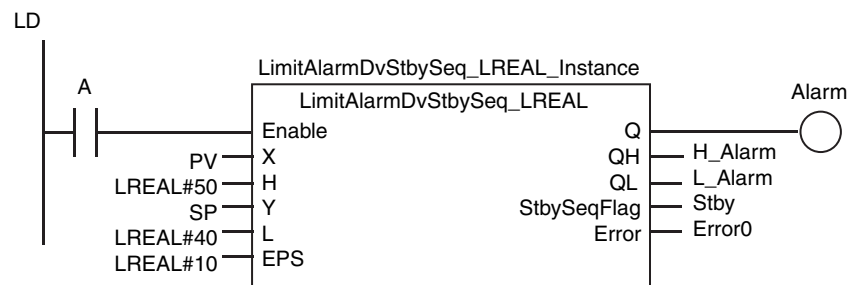 LD
LimitAlarmDvStbySeq_LREAL_Instance
A
LimitAlarmDvStbySeq_LREAL
Alarm
Enable Q
PV X QH H_Alarm
LREAL#50 H QL L_Alarm
SP Y StbySeqFlag Stby
LREAL#40 L Error Error0
LREAL#10 EPS